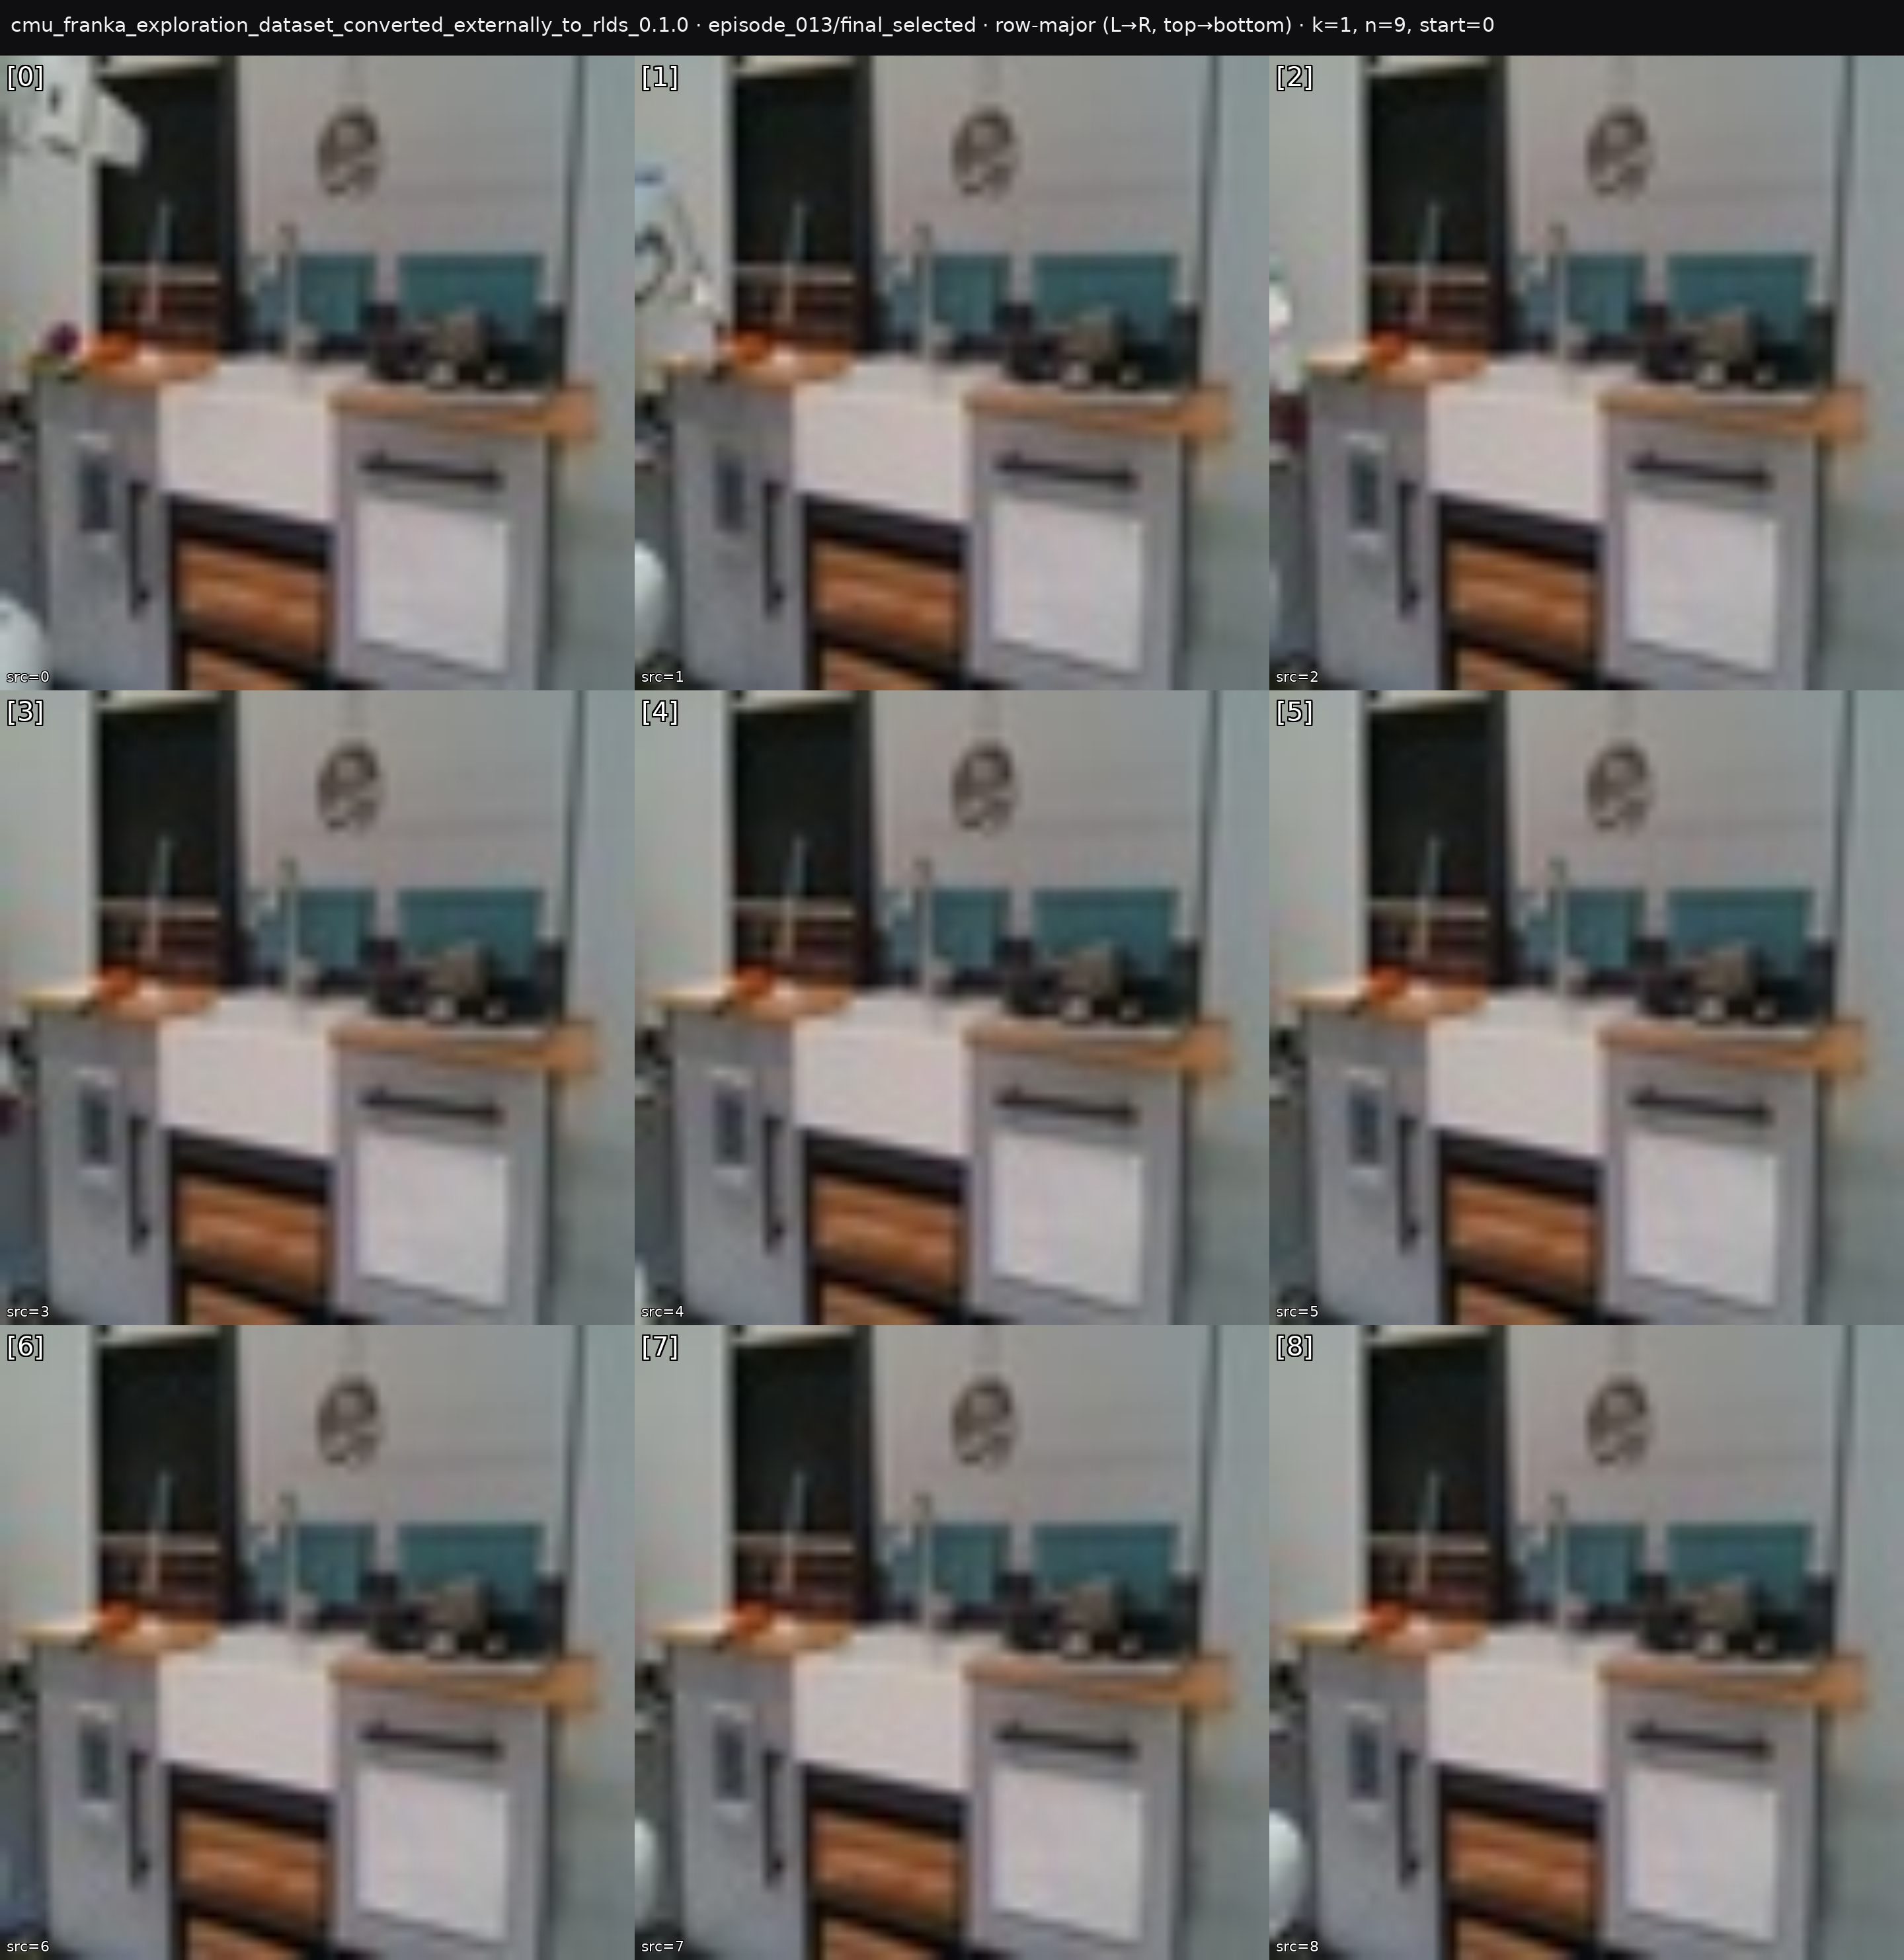 cmu_franka_exploration_dataset_converted_externally_to_rlds_0.1.0 · episode_013/final_selected · row-major (L→R, top→bottom) · k=1, n=9, start=0
[0]
[1]
[2]
src=0
src=1
src=2
[3]
[4]
[5]
src=3
src=4
src=5
[6]
[7]
[8]
src=6
src=7
src=8